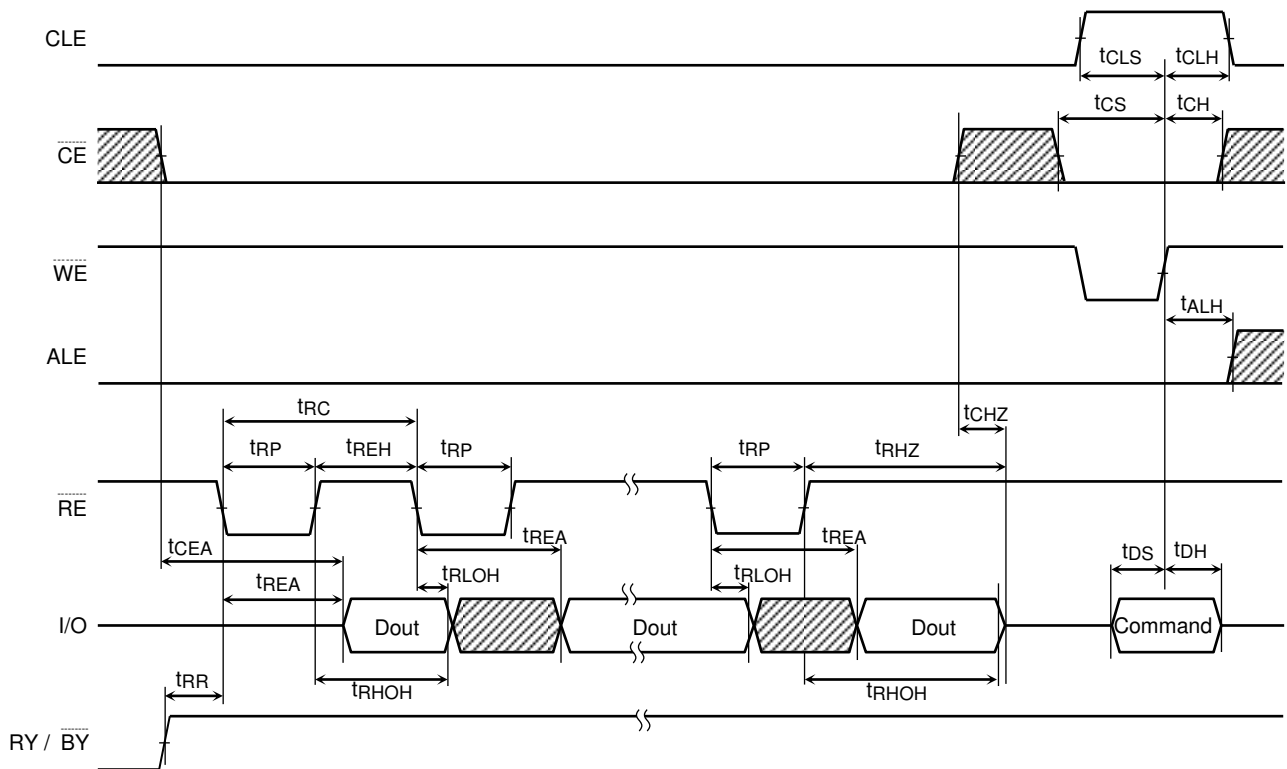 CLE
tCLS tCLH
tCS tCH
CE
WE
tALH
ALE
tRC
tCHZ
tRP tREH tRP tRP tRHZ
RE
tCEA tREA tREA tDS tDH
tREA tRLOH tRLOH
I/O Dout Dout Dout Command
tRR tRHOH tRHOH
RY / BY